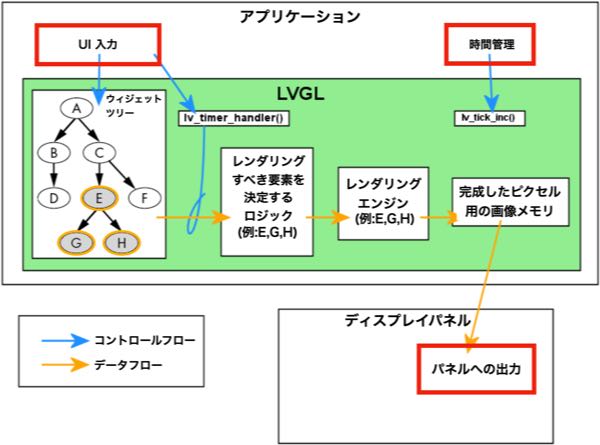 アプリケーション
UI 入力
時間管理
LVGL
ウィジェット
ツリー
lv_timer_handler()
lv_tick_inc()
A
B
C
D
E
F
G
H
レンダリング
すべき要素を
決定する
ロジック
(例:E,G,H)
レンダリング
エンジン
(例:E,G,H)
完成したピクセル
用の画像メモリ
ディスプレイパネル
パネルへの出力
コントロールフロー
データフロー